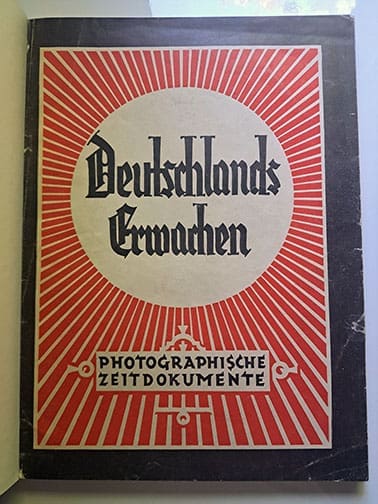 Deutschlands
Erwachen
PHOTOGRAPHISCHE
ZEITDOKUMENTE